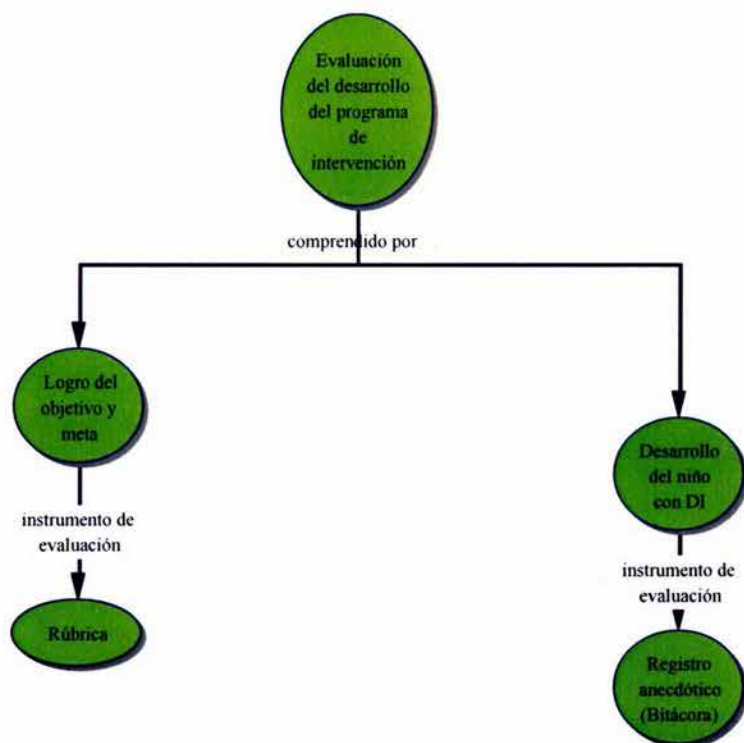 Evaluación
del desarrollo
del programa
de
intervención
comprendido por
Logro del
objetivo y
meta
instrumento de
evaluación
Rúbrica
Desarrollo
del niño
con DI
instrumento de
evaluación
Registro
anecdótico
(Bitácora)